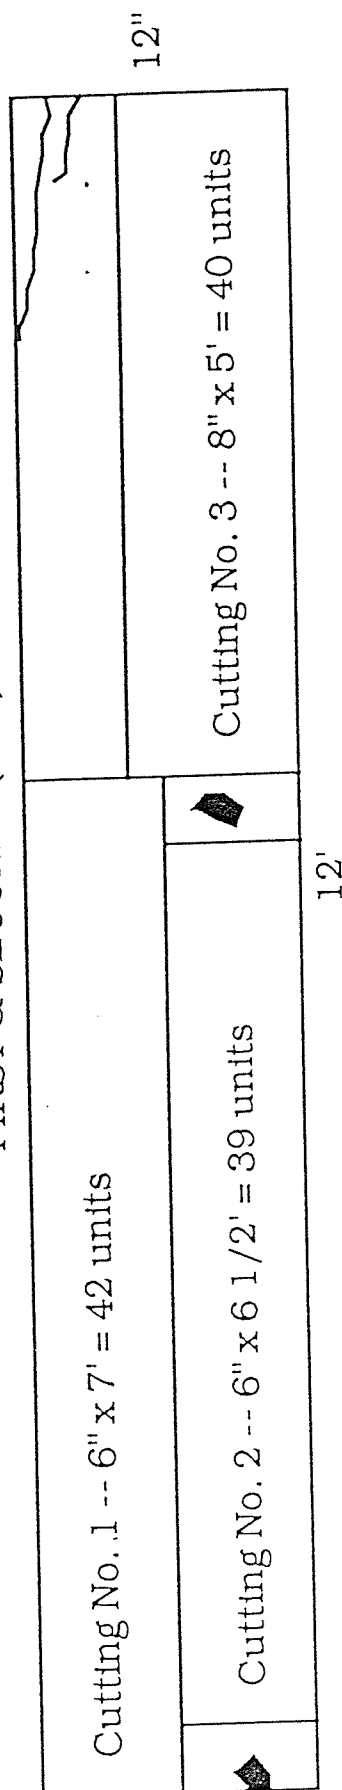 12"
Cutting No. 1 -- 6" x 7' = 42 units
Cutting No. 3 -- 8" x 5' = 40 units
Cutting No. 2 -- 6" x 6 1/2' = 39 units
12'